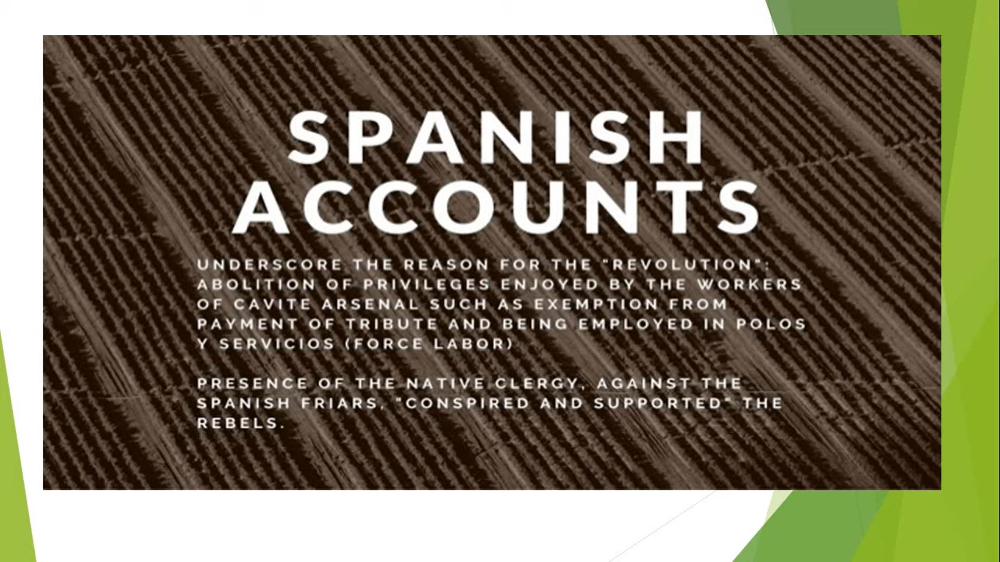 SPANISH
ACCOUNTS
UNDERSCORE THE REASON FOR THE "REVOLUTION":
ABOLITION OF PRIVILEGES ENJOYED BY THE WORKERS
OF CAVITE ARSENAL SUCH AS EXEMPTION FROM
PAYMENT OF TRIBUTE AND BEING EMPLOYED IN POLOS
Y SERVICIOS (FORCE LABOR)
PRESENCE OF THE NATIVE CLERGY, AGAINST THE
SPANISH FRIARS, "CONSPIRED AND SUPPORTED" THE
REBELS.